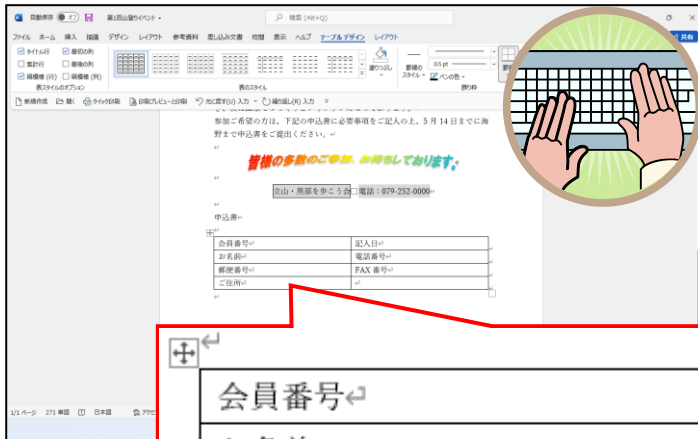 自動保存 オフ 第1回山登りイベント 検索 (Alt+Q)
ファイル ホーム 挿入 描画 デザイン レイアウト 参考資料 差し込み文書 校閲 表示 ヘルプ テーブル デザイン レイアウト 共有
タイトル行 最初の列
集計行 最後の列
縞模様 (行) 縞模様 (列)
塗りつぶし 罫線の スタイル 0.5 pt ペンの色
表スタイルのオプション 表のスタイル 飾り枠
新規作成 開く クイック印刷 印刷プレビューと印刷 元に戻す(U) 入力 繰り返し(R) 入力
参加ご希望の方は、下記の申込書に必要事項をご記入の上、5月14日までに海
野まで申込書をご提出ください。
皆様の多数のご参加、お待ちしております。
立山・黒部を歩こう会 電話:079-252-0000
申込書
会員番号 記入日
お名前 電話番号
郵便番号 FAX 番号
ご住所
会員番号
1/1 ページ 271 単語 日本語